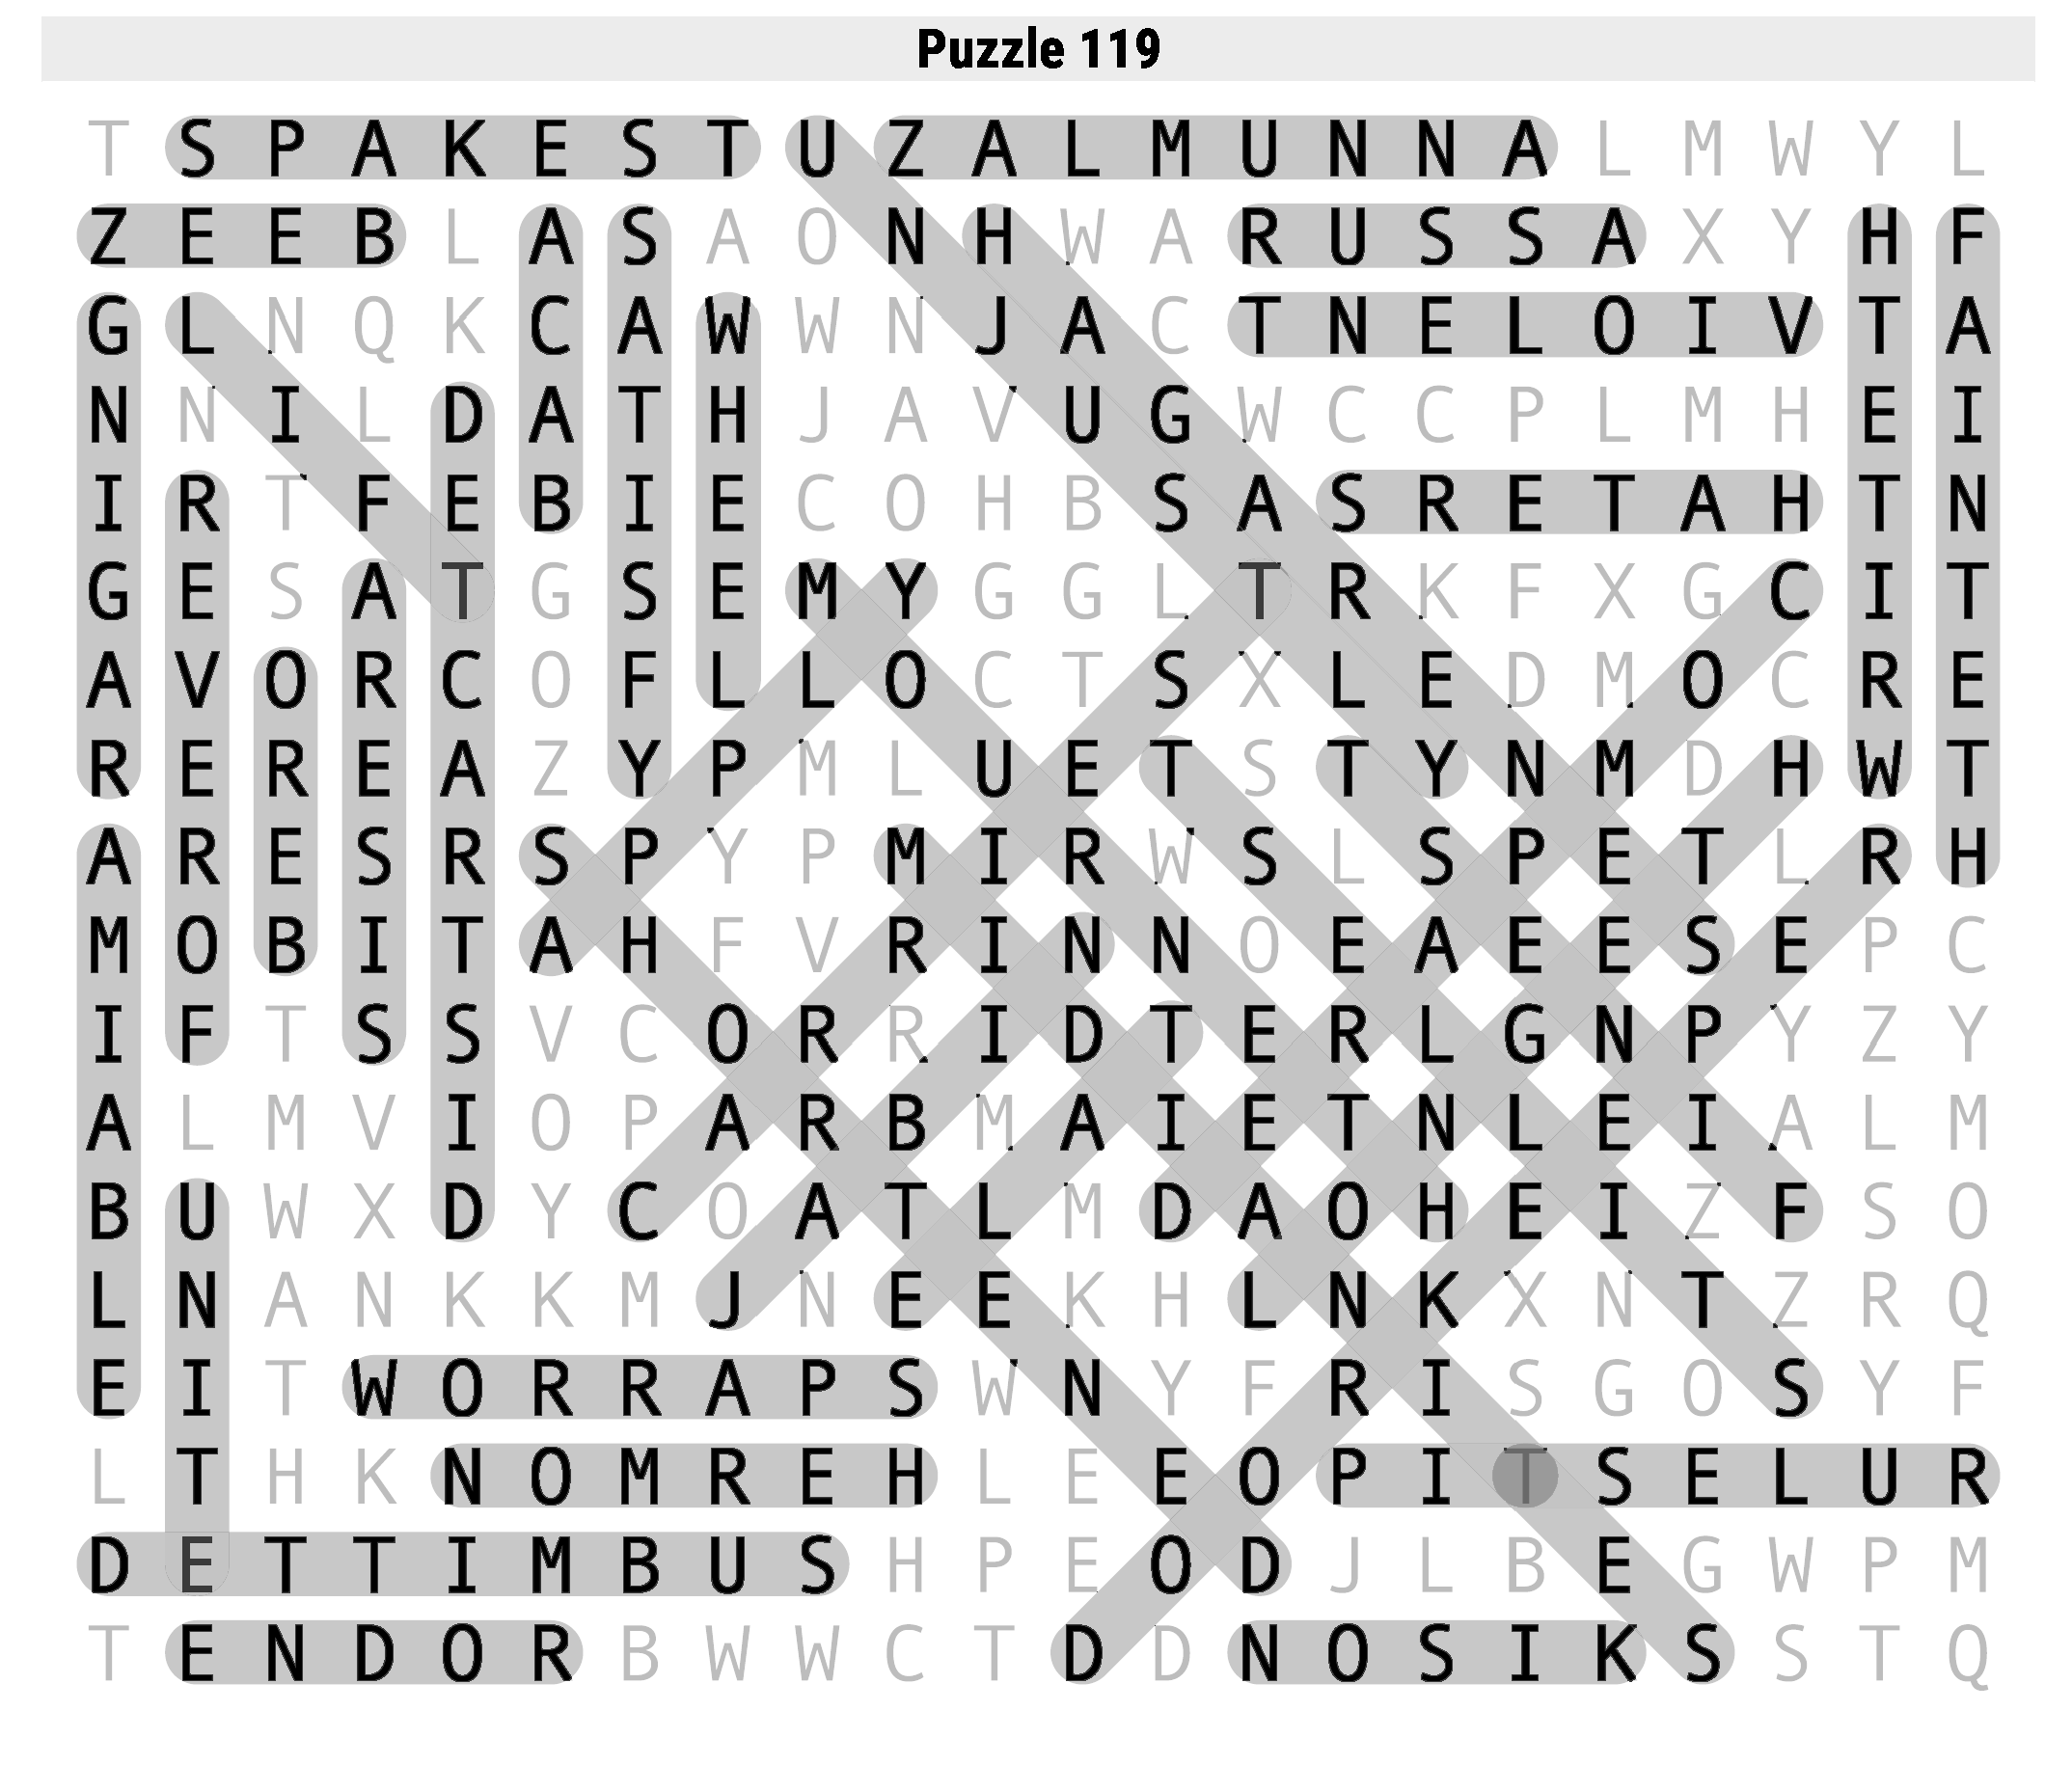 Puzzle 119
T S P A K E S T U Z A L M U N N A L M W Y L
Z E E B L A S A O N H W A R U S S A X Y H F
G L N Q K C A W W N J A C T N E L O I V T A
N N I L D A T H J A V U G W C C P L M H E I
I R T F E B I E C O H B S A S R E T A H T N
G E S A T G S E M Y G G L T R K F X G C I T
A V O R C O F L L O C T S X L E D M O C R E
R E R E A Z Y P M L U E T S T Y N M D H W T
A R E S R S P Y P M I R W S L S P E T L R H
M O B I T A H F V R I N N O E A E E S E P C
I F T S S V C O R R I D T E R L G N P Y Z Y
A L M V I O P A R B M A I E T N L E I A L M
B U W X D Y C O A T L M D A O H E I Z F S O
L N A N K K M J N E E K H L N K X N T Z R Q
E I T W O R R A P S W N Y F R I S G O S Y F
L T H K N O M R E H L E E O P I T S E L U R
D E T T I M B U S H P E O D J L B E G W P M
T E N D O R B W W C T D D N O S I K S S T Q